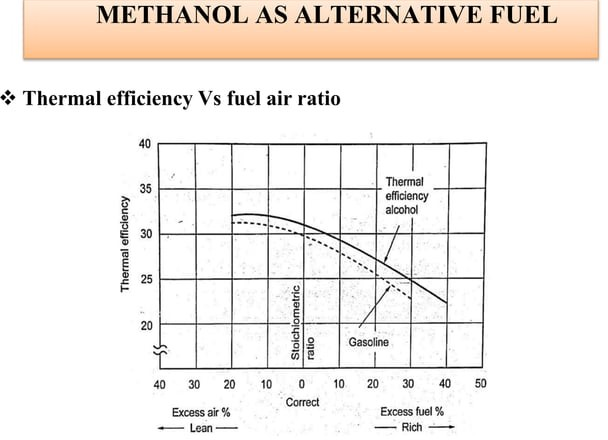 METHANOL AS ALTERNATIVE FUEL
❖ Thermal efficiency Vs fuel air ratio
40
35
30
25
20
Thermal efficiency
Thermal
efficiency
alcohol
Stoichiometric
ratio
Gasoline
40 30 20 10 0 10 20 30 40 50
Correct
Excess air %
Lean
Excess fuel %
Rich